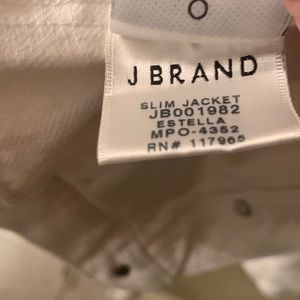 O
J BRAND
SLIM JACKET
JB001982
ESTELLA
MPO-4352
RN# 117965